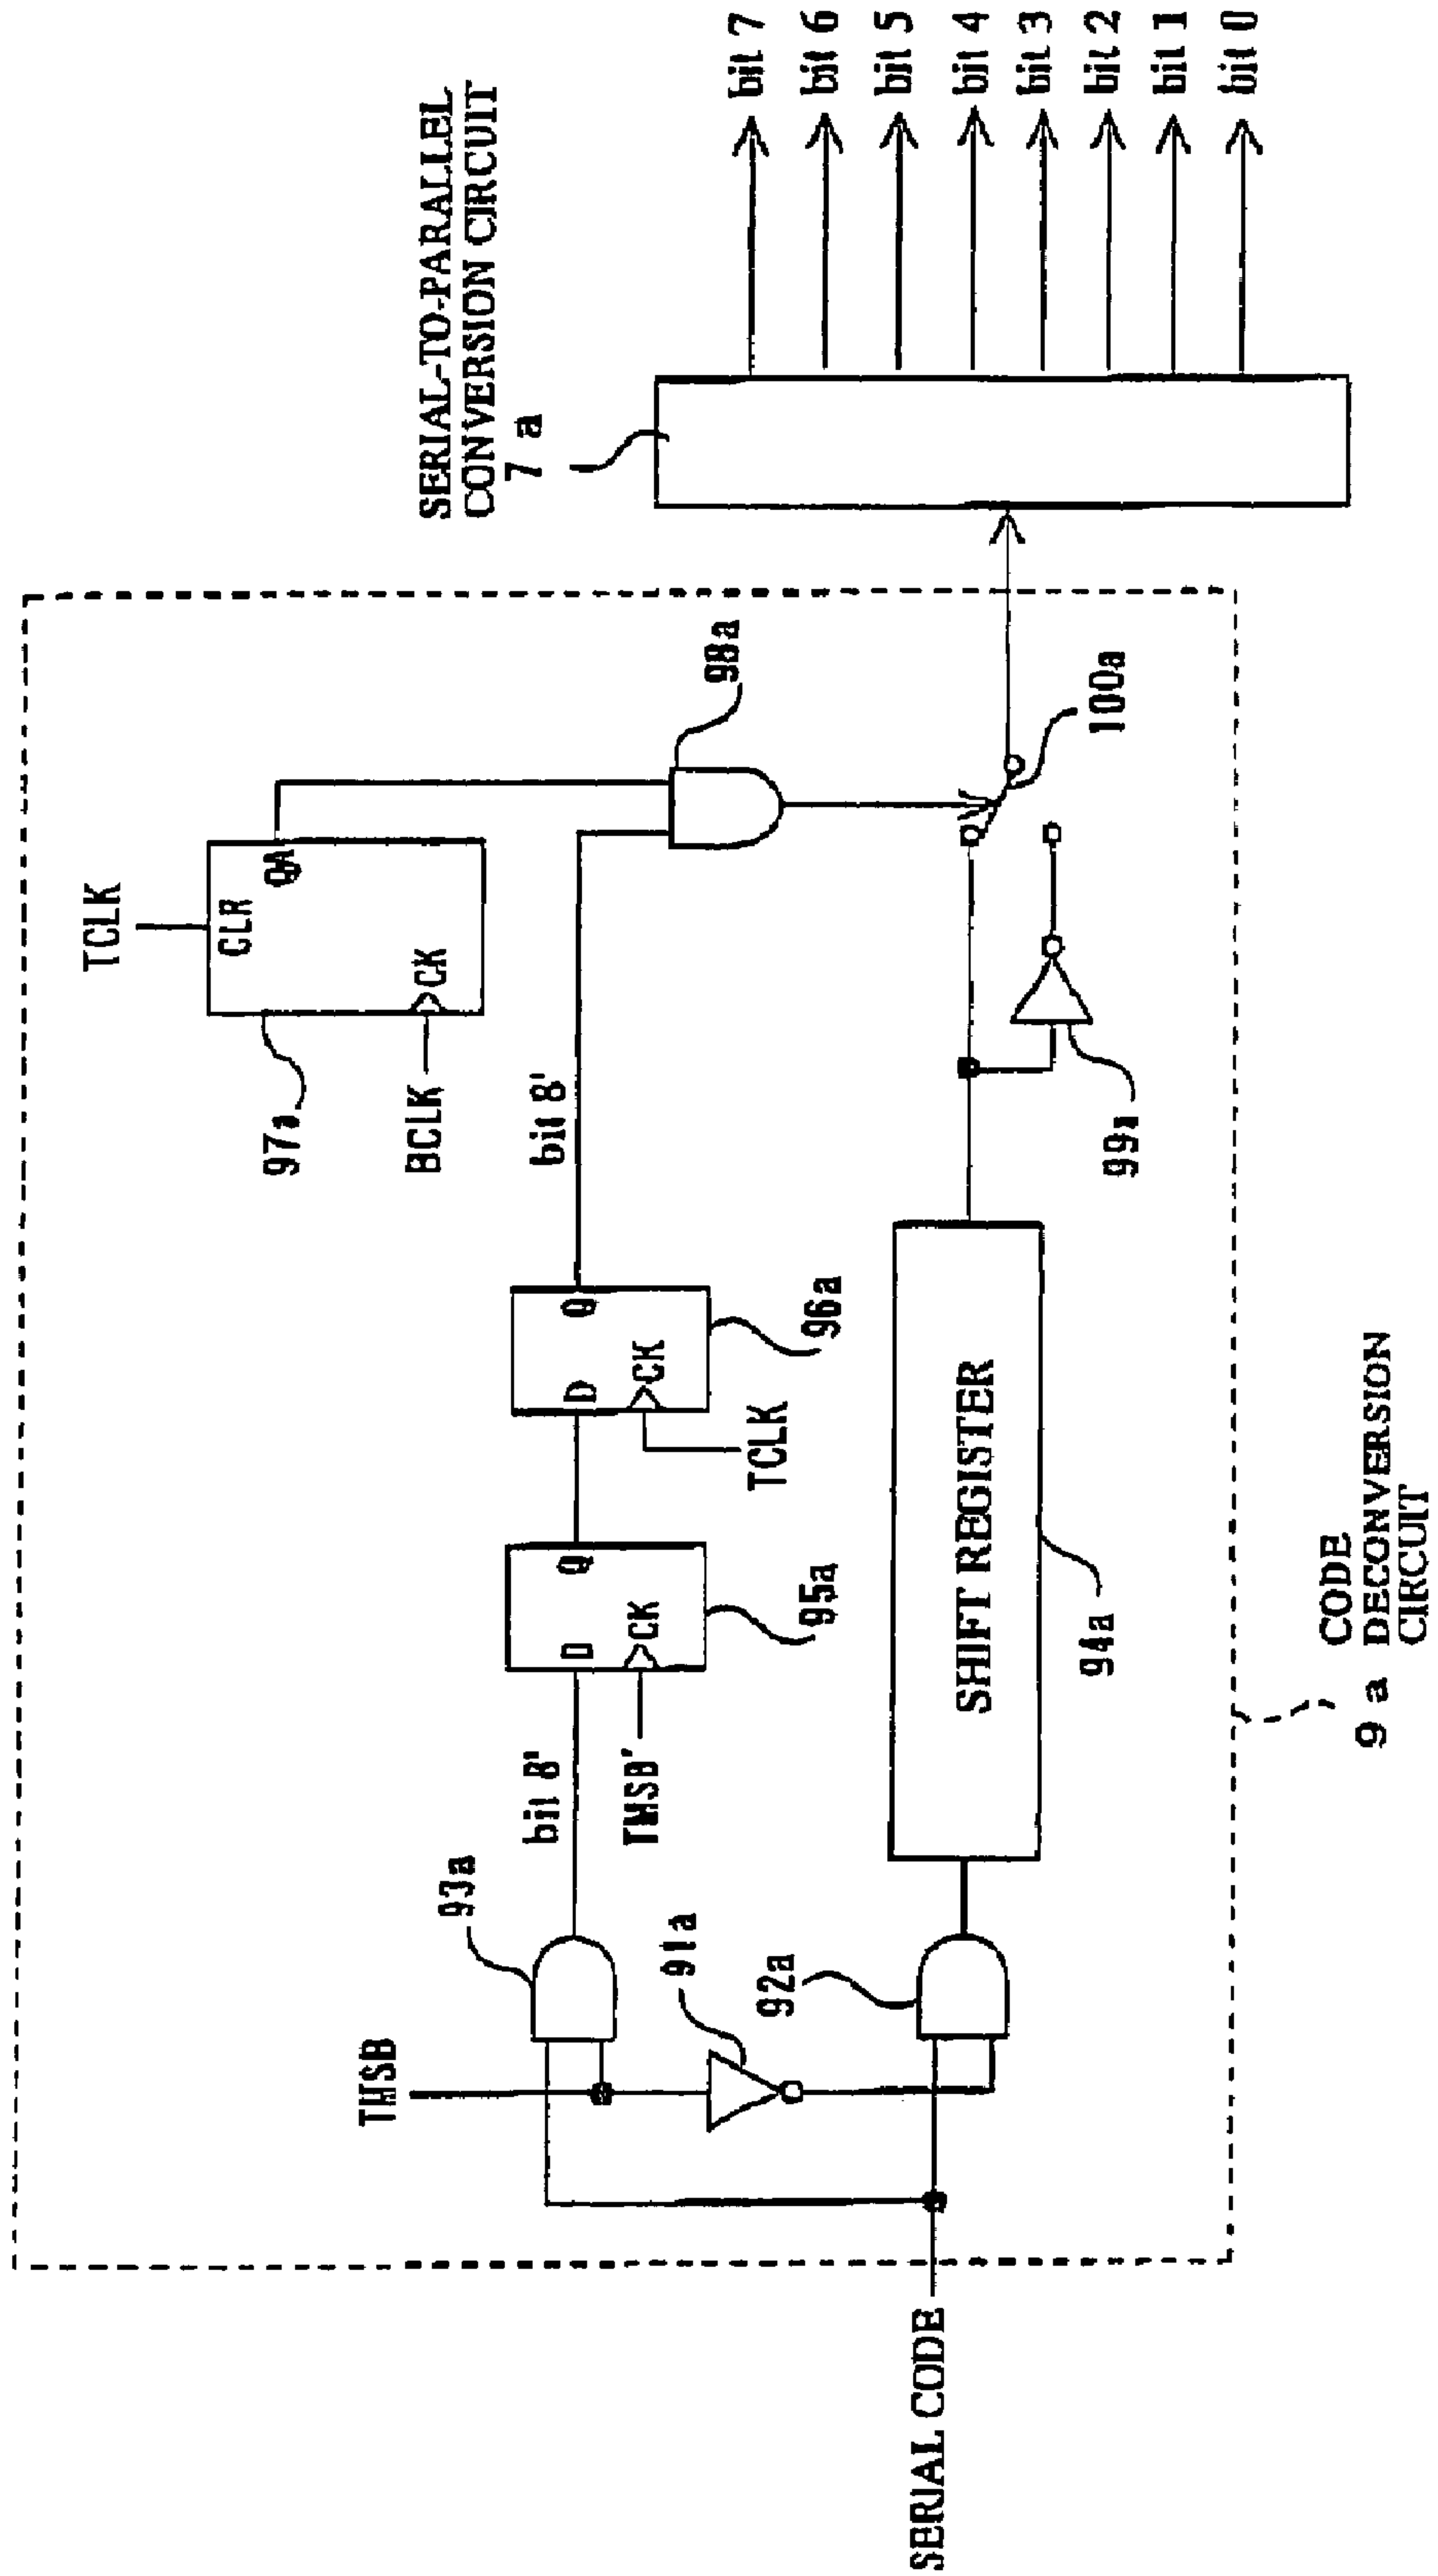 SERIAL-TO-PARALLEL
CONVERSION CIRCUIT
7 a
bit 7
bit 6
bit 5
bit 4
bit 3
bit 2
bit 1
bit 0
TCLK
CLR
QA
CK
BCLK
97a
98a
100a
bit 8'
99a
D
Q
CK
96a
TCLK
D
Q
CK
95a
TMSB'
bit 8'
93a
TMSB
91a
92a
SHIFT REGISTER
94a
SERIAL CODE
CODE
9 a DECONVERSION
CIRCUIT